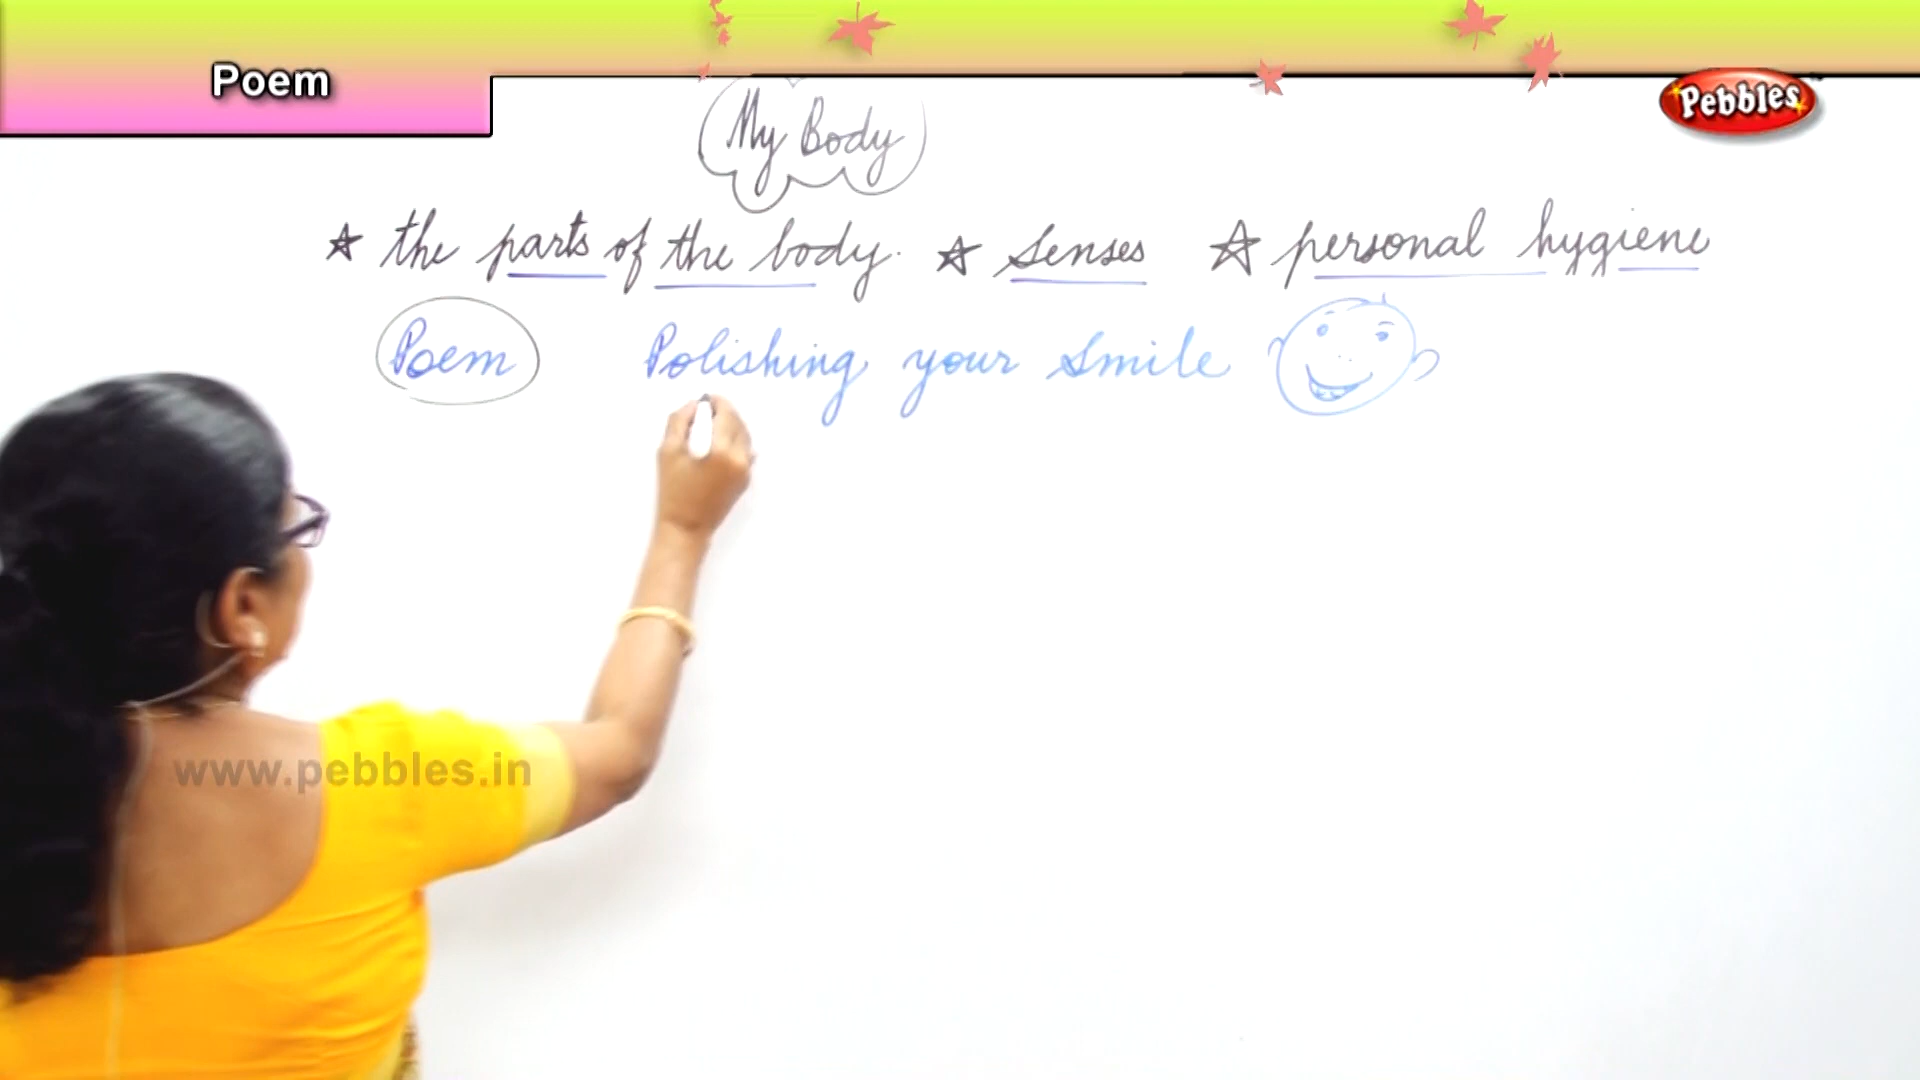 Poem
Pebbles
My Body
☆ the parts of the body. ☆ Senses ☆ personal hygiene
Poem Polishing your Smile
www.pebbles.in